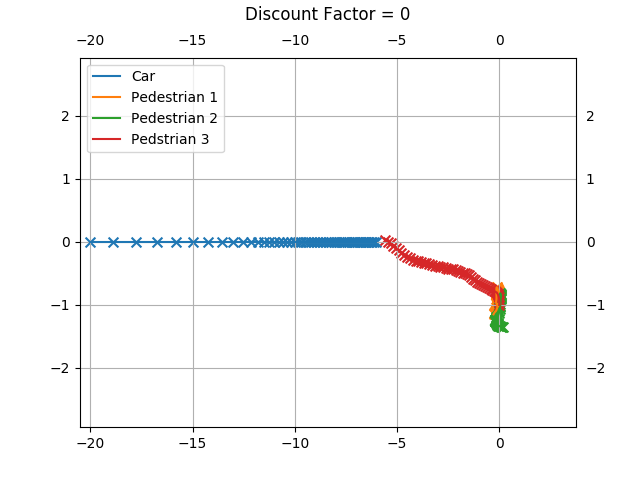 Discount Factor = 0
−20 −15 −10 −5 0
Car
Pedestrian 1
Pedestrian 2
Pedstrian 3
2 2
1 1
0 0
−1 −1
−2 −2
−20 −15 −10 −5 0